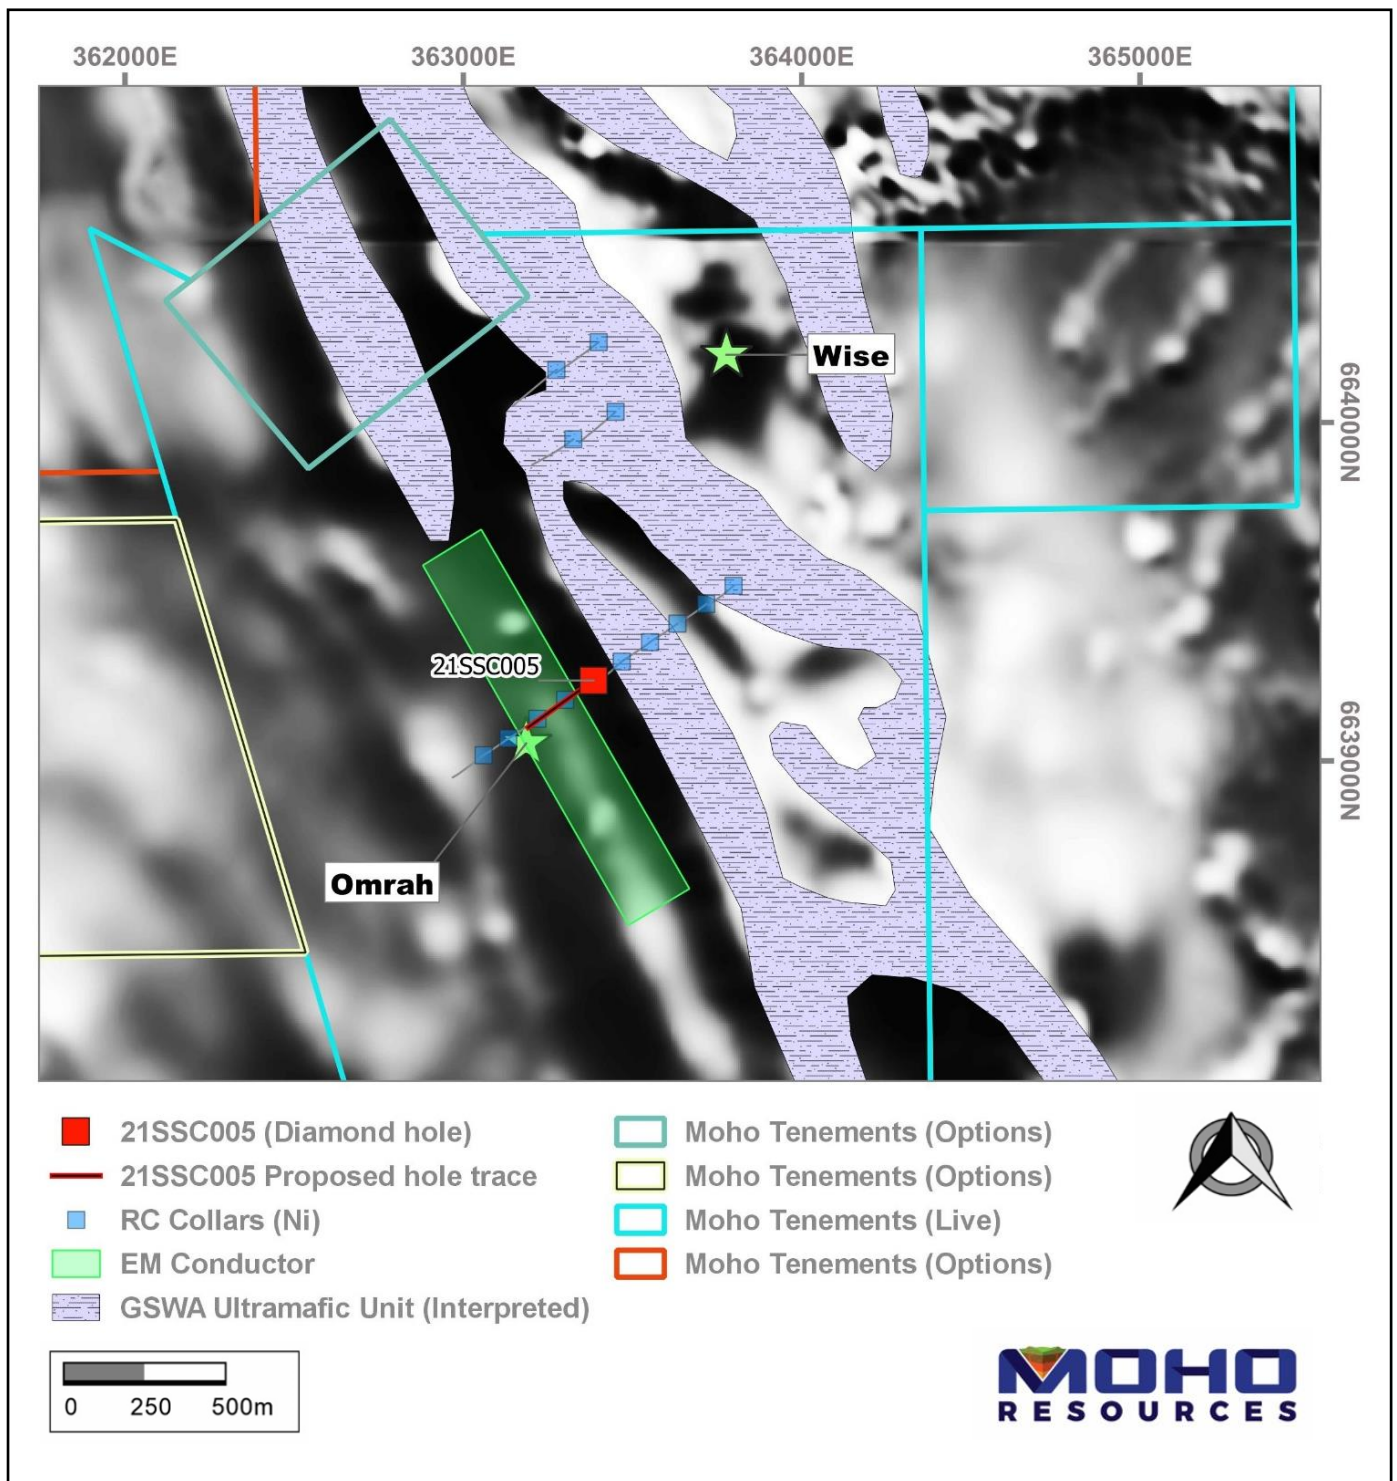 362000E 363000E 364000E 365000E
Wise
6640000N
21SSC005
6639000N
Omrah
21SSC005 (Diamond hole)
21SSC005 Proposed hole trace
RC Collars (Ni)
EM Conductor
GSWA Ultramafic Unit (Interpreted)
Moho Tenements (Options)
Moho Tenements (Options)
Moho Tenements (Live)
Moho Tenements (Options)
0 250 500m
MOHO
RESOURCES